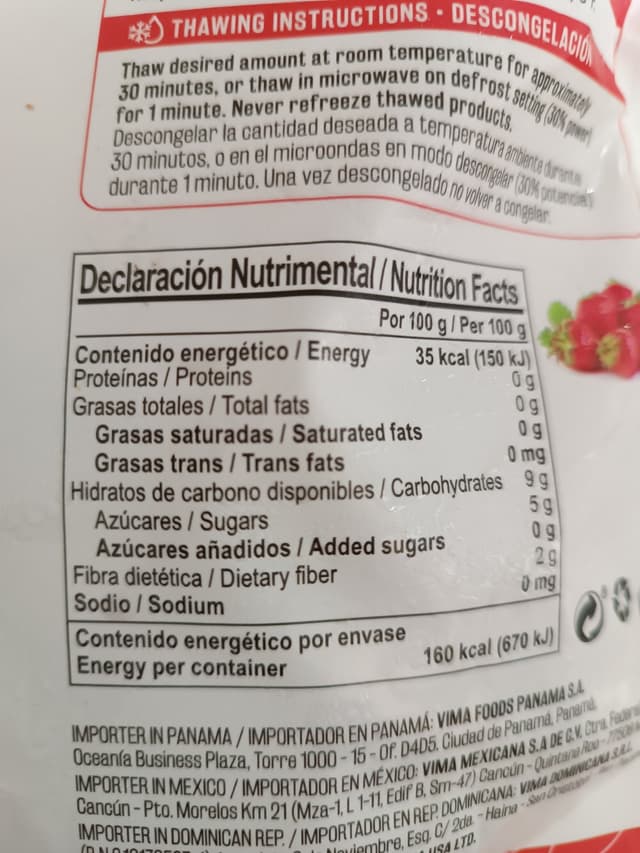 THAWING INSTRUCTIONS - DESCONGELACIÓN
Thaw desired amount at room temperature for approximately
30 minutes, or thaw in microwave on defrost setting (30% power)
for 1 minute. Never refreeze thawed products.
Descongelar la cantidad deseada a temperatura ambiente durante
30 minutos, o en el microondas en modo descongelar (30% potencia)
durante 1 minuto. Una vez descongelado no volver a congelar.
Declaración Nutrimental / Nutrition Facts
Por 100 g / Per 100 g
Contenido energético / Energy 35 kcal (150 kJ)
Proteínas / Proteins 0 g
Grasas totales / Total fats 0 g
Grasas saturadas / Saturated fats 0 g
Grasas trans / Trans fats 0 mg
Hidratos de carbono disponibles / Carbohydrates 9 g
Azúcares / Sugars 5 g
Azúcares añadidos / Added sugars 0 g
Fibra dietética / Dietary fiber 2 g
Sodio / Sodium 0 mg
Contenido energético por envase
Energy per container 160 kcal (670 kJ)
IMPORTER IN PANAMA / IMPORTADOR EN PANAMÁ: VIMA FOODS PANAMA S.A.
Oceanía Business Plaza, Torre 1000 - 15 - Of. D4D5. Ciudad de Panamá, Panamá.
IMPORTER IN MEXICO / IMPORTADOR EN MÉXICO: VIMA MEXICANA S.A DE C.V. Ctra.
Cancún - Pto. Morelos Km 21 (Mza-1, L 1-11, Edif B, Sm-47) Cancún - Quintana Roo -
IMPORTER IN DOMINICAN REP. / IMPORTADOR EN REP. DOMINICANA: VIMA DOMINICANA S.R.L.
Noviembre, Esq. C/ 2da. - Haina - San
USA LTD.